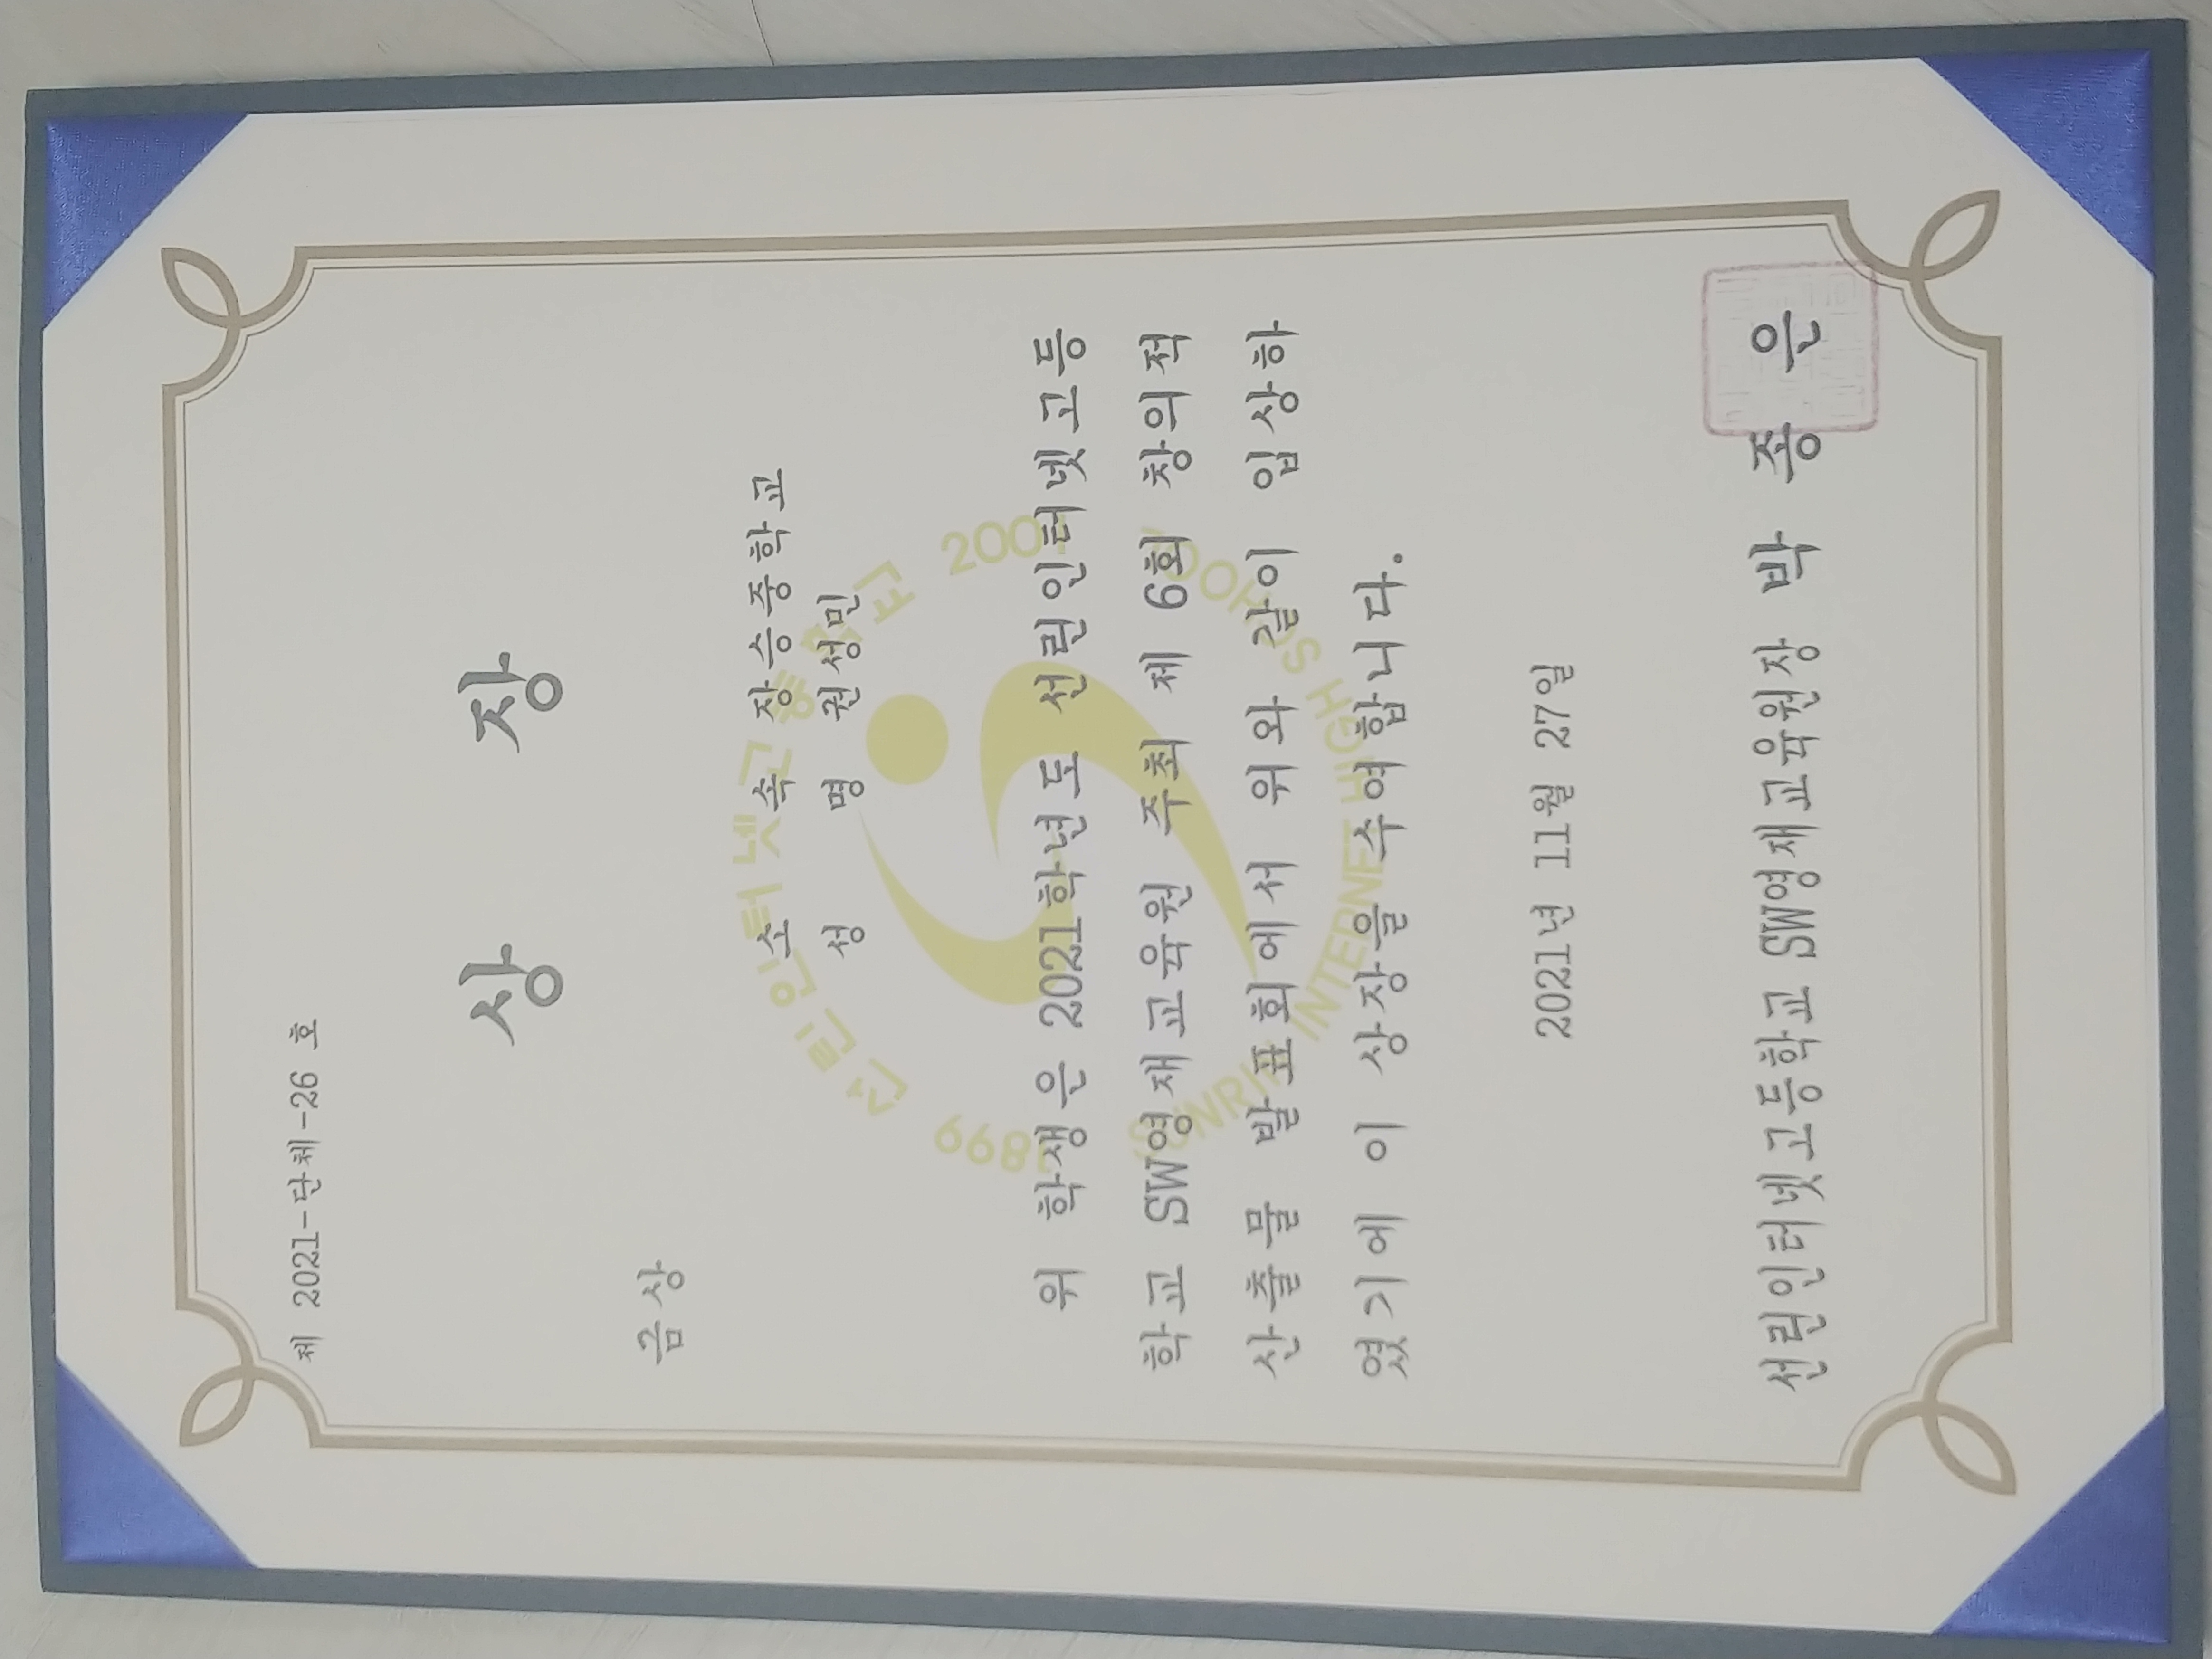 제 2021-단체-26 호
상 장
금상
소 속 장승중학교
성 명 권성민
위 학생은 2021학년도 선린인터넷고등
학교 SW영재교육원 주최 제 6회 창의적
산출물 발표회에서 위와 같이 입상하
였기에 이 상장을 수여합니다.
2021년 11월 27일
선린인터넷고등학교 SW영재교육원장 박 종 은
1899 선린인터넷고등학교 2001
SUNRIN INTERNET HIGH SCHOOL